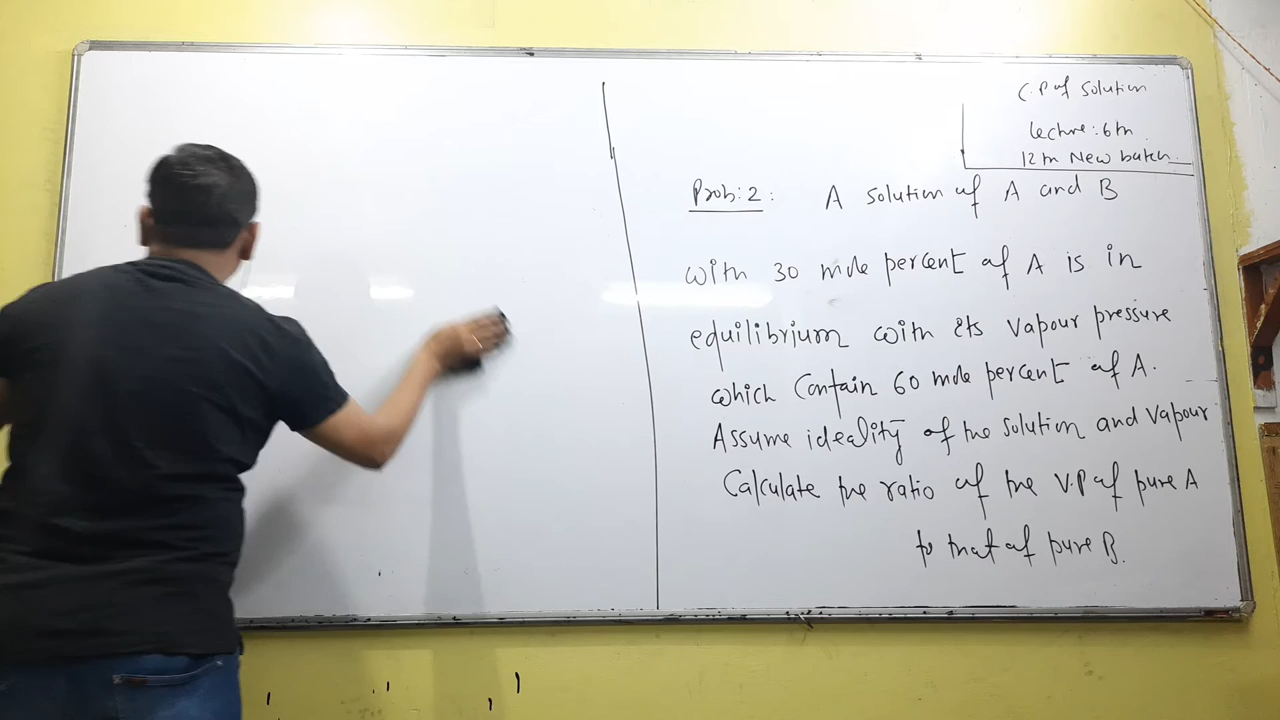 C.P of Solution
Lecture: 6th
12th New batch
Prob: 2: A solution of A and B
with 30 mole percent of A is in
equilibrium with its vapour pressure
which Contain 60 mole percent of A.
Assume ideality of the solution and vapour
Calculate the ratio of the V.P of pure A
to that of pure B.